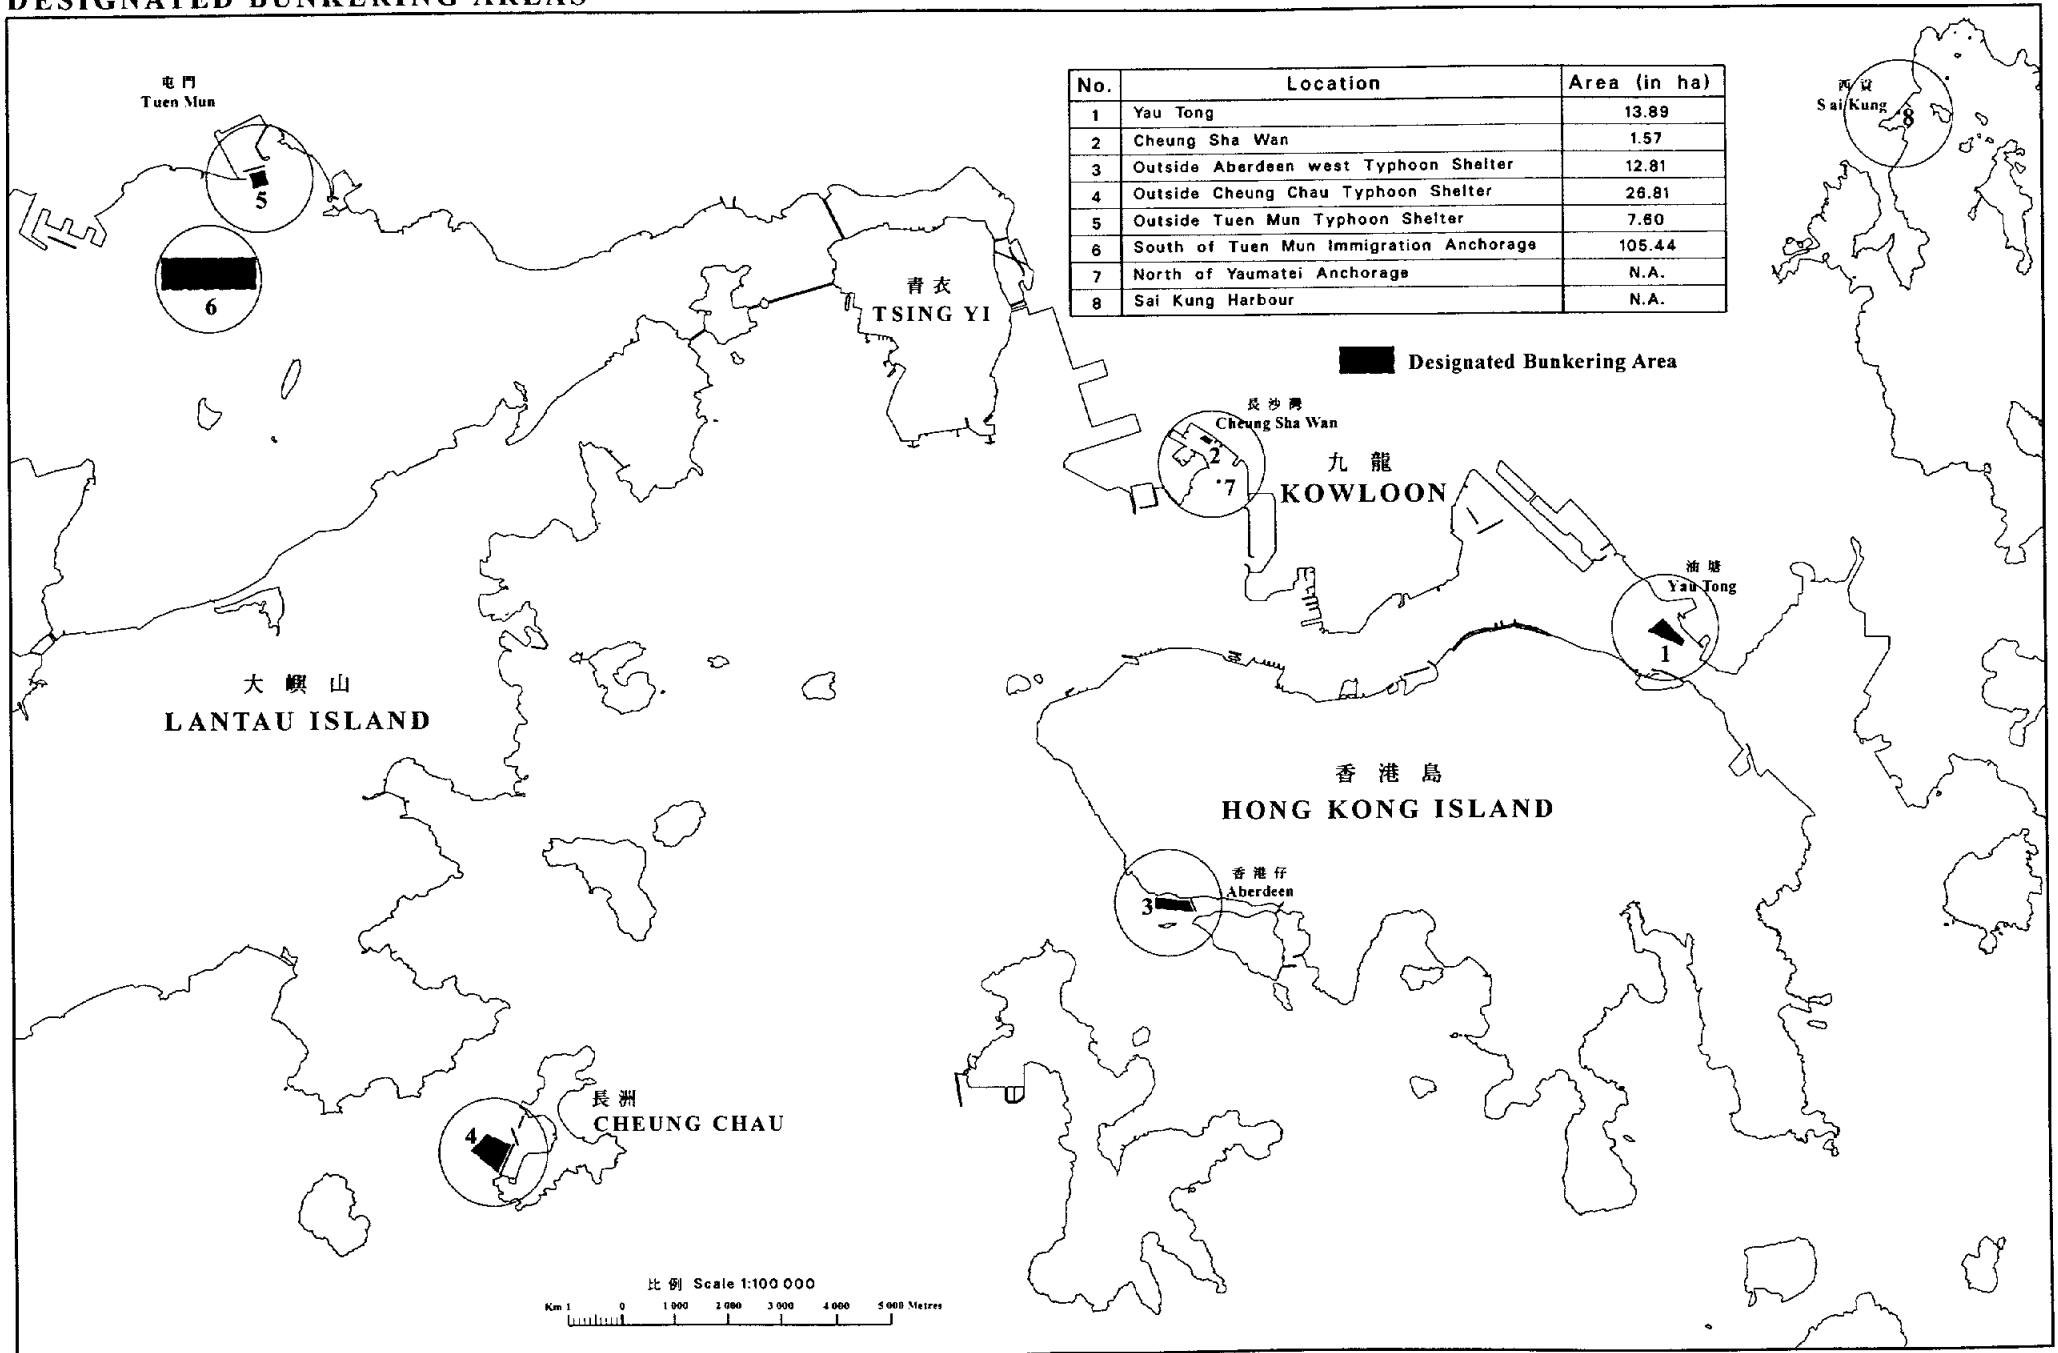 DESIGNATED BUNKERING AREAS
屯門
Tuen Mun
5
6
No. Location Area (in ha)
1 Yau Tong 13.89
2 Cheung Sha Wan 1.57
3 Outside Aberdeen west Typhoon Shelter 12.81
4 Outside Cheung Chau Typhoon Shelter 26.81
5 Outside Tuen Mun Typhoon Shelter 7.60
6 South of Tuen Mun Immigration Anchorage 105.44
7 North of Yaumatei Anchorage N.A.
8 Sai Kung Harbour N.A.
西貢
Sai Kung
8
青衣
TSING YI
Designated Bunkering Area
長沙灣
Cheung Sha Wan
2
7
九龍
KOWLOON
油塘
Yau Tong
1
大嶼山
LANTAU ISLAND
香港島
HONG KONG ISLAND
香港仔
Aberdeen
3
長洲
CHEUNG CHAU
4
比例 Scale 1:100 000
Km 1 0 1 000 2 000 3 000 4 000 5 000 Metres